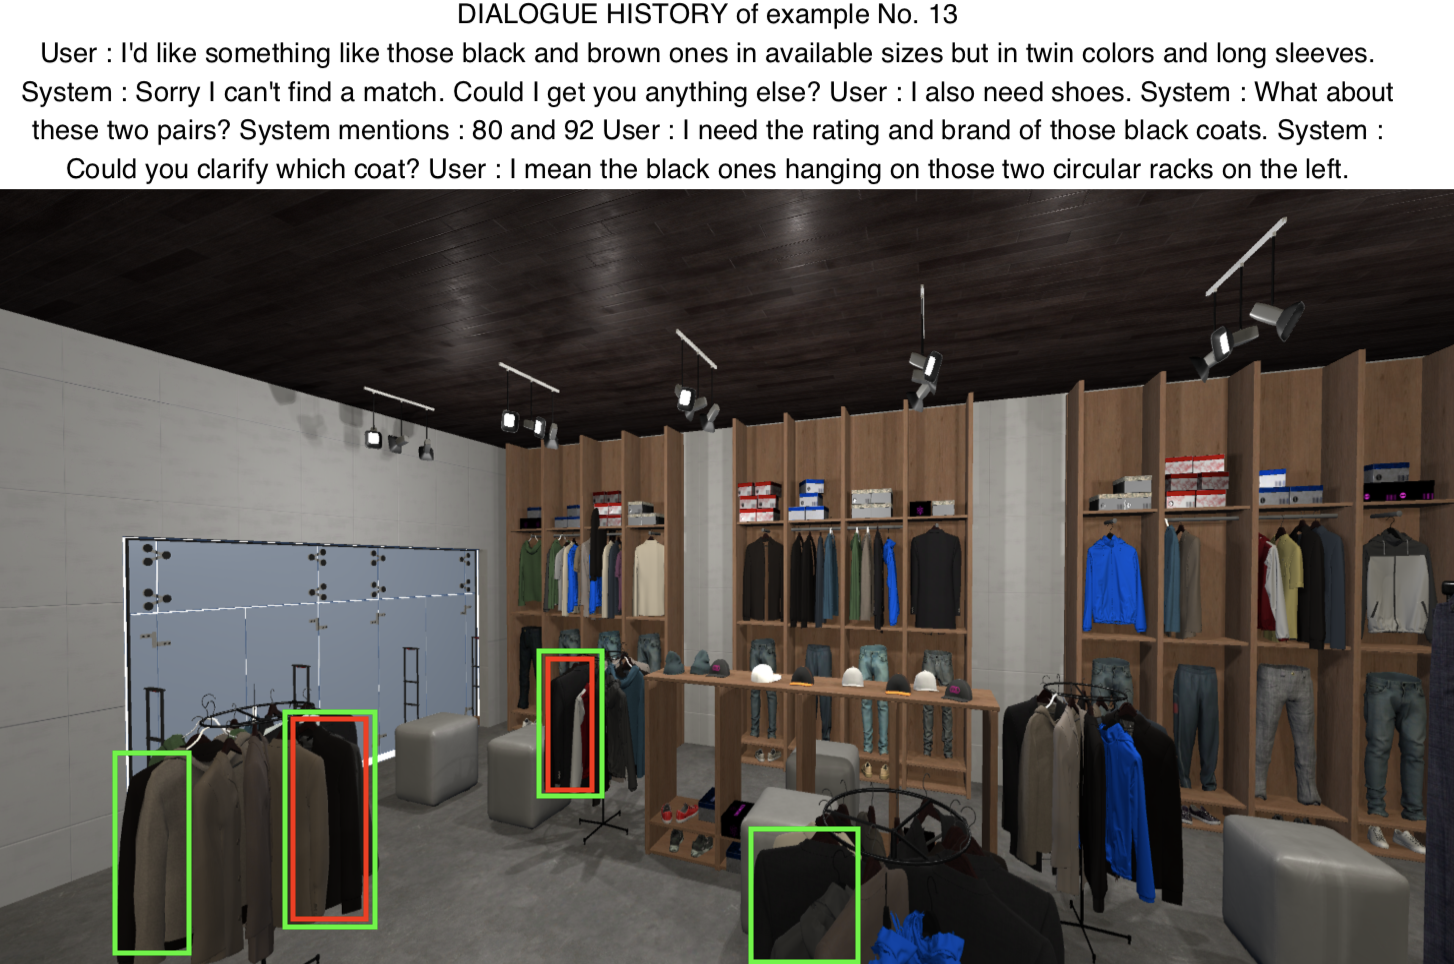 DIALOGUE HISTORY of example No. 13
User : I'd like something like those black and brown ones in available sizes but in twin colors and long sleeves.
System : Sorry I can't find a match. Could I get you anything else? User : I also need shoes. System : What about
these two pairs? System mentions : 80 and 92 User : I need the rating and brand of those black coats. System :
Could you clarify which coat? User : I mean the black ones hanging on those two circular racks on the left.